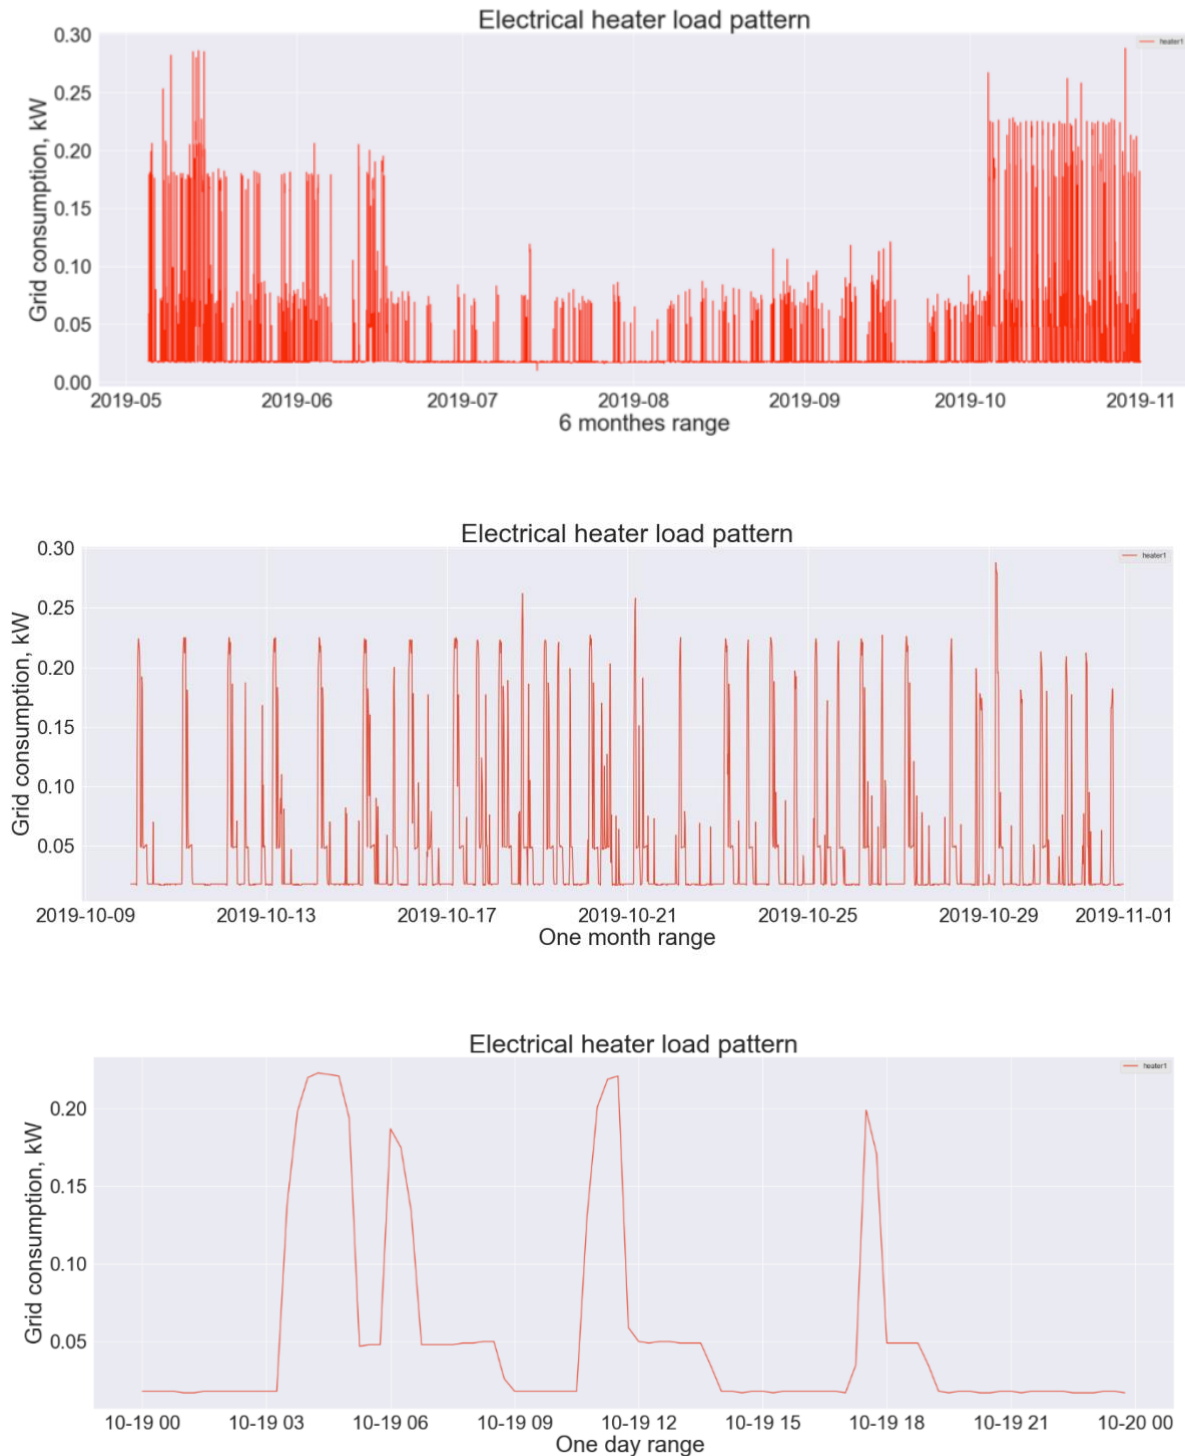 Electrical heater load pattern
heater1
Grid consumption, kW
0.30
0.25
0.20
0.15
0.10
0.05
0.00
2019-05 2019-06 2019-07 2019-08 2019-09 2019-10 2019-11
6 monthes range
Electrical heater load pattern
heater1
Grid consumption, kW
0.30
0.25
0.20
0.15
0.10
0.05
2019-10-09 2019-10-13 2019-10-17 2019-10-21 2019-10-25 2019-10-29 2019-11-01
One month range
Electrical heater load pattern
heater1
Grid consumption, kW
0.20
0.15
0.10
0.05
10-19 00 10-19 03 10-19 06 10-19 09 10-19 12 10-19 15 10-19 18 10-19 21 10-20 00
One day range